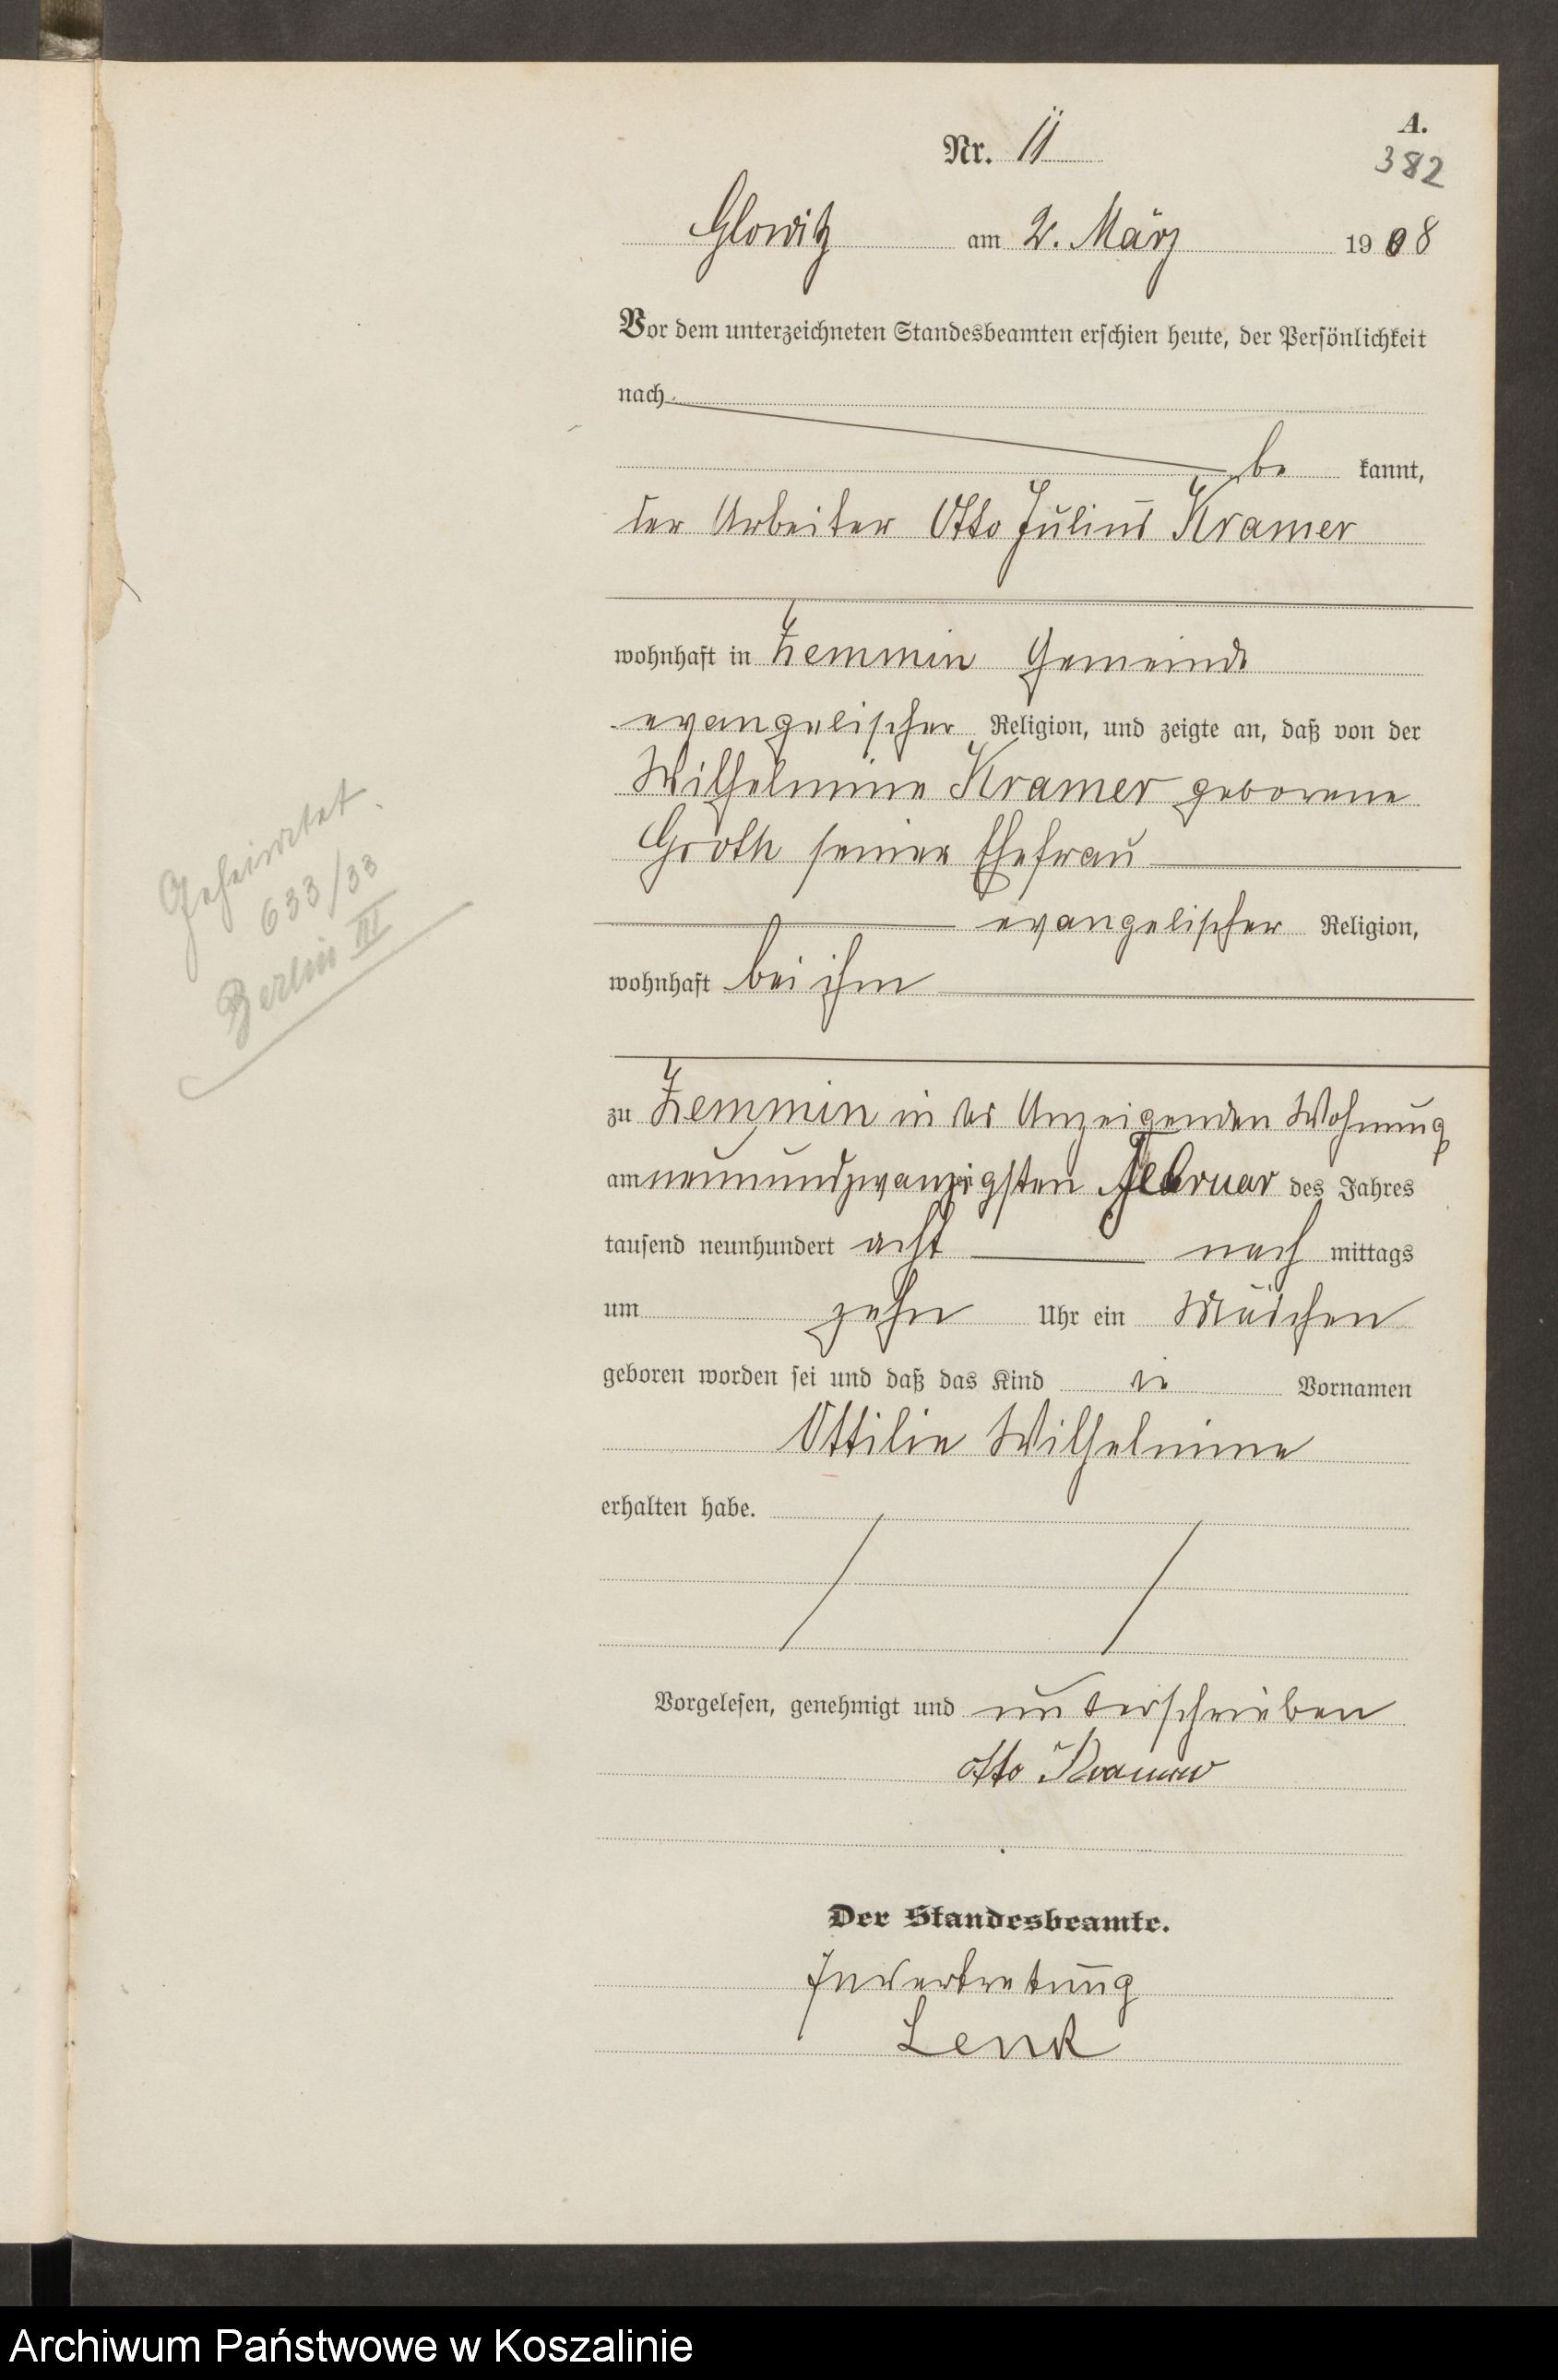 A.
Nr. 11
382
Glowitz am 2. März 1908
Vor dem unterzeichneten Standesbeamten erschien heute, der Persönlichkeit
nach
be kannt,
der Arbeiter Otto Julius Kramer
wohnhaft in Zemmin Gemeinde
evangelischer Religion, und zeigte an, daß von der
Wilhelmine Kramer geborene
Groth seiner Ehefrau
evangelischer Religion,
wohnhaft bei ihm
zu Zemmin in des Anzeigenden Wohnung
am neunundzwanzigsten Februar des Jahres
tausend neunhundert acht nach mittags
um zehn Uhr ein Mädchen
geboren worden sei und daß das Kind die Vornamen
Ottilie Wilhelmine
erhalten habe.
Vorgelesen, genehmigt und unterschrieben
Otto Kramer
Der Standesbeamte.
In Vertretung
Lenk
Geheiratet.
633/33
Berlin III
Archiwum Państwowe w Koszalinie